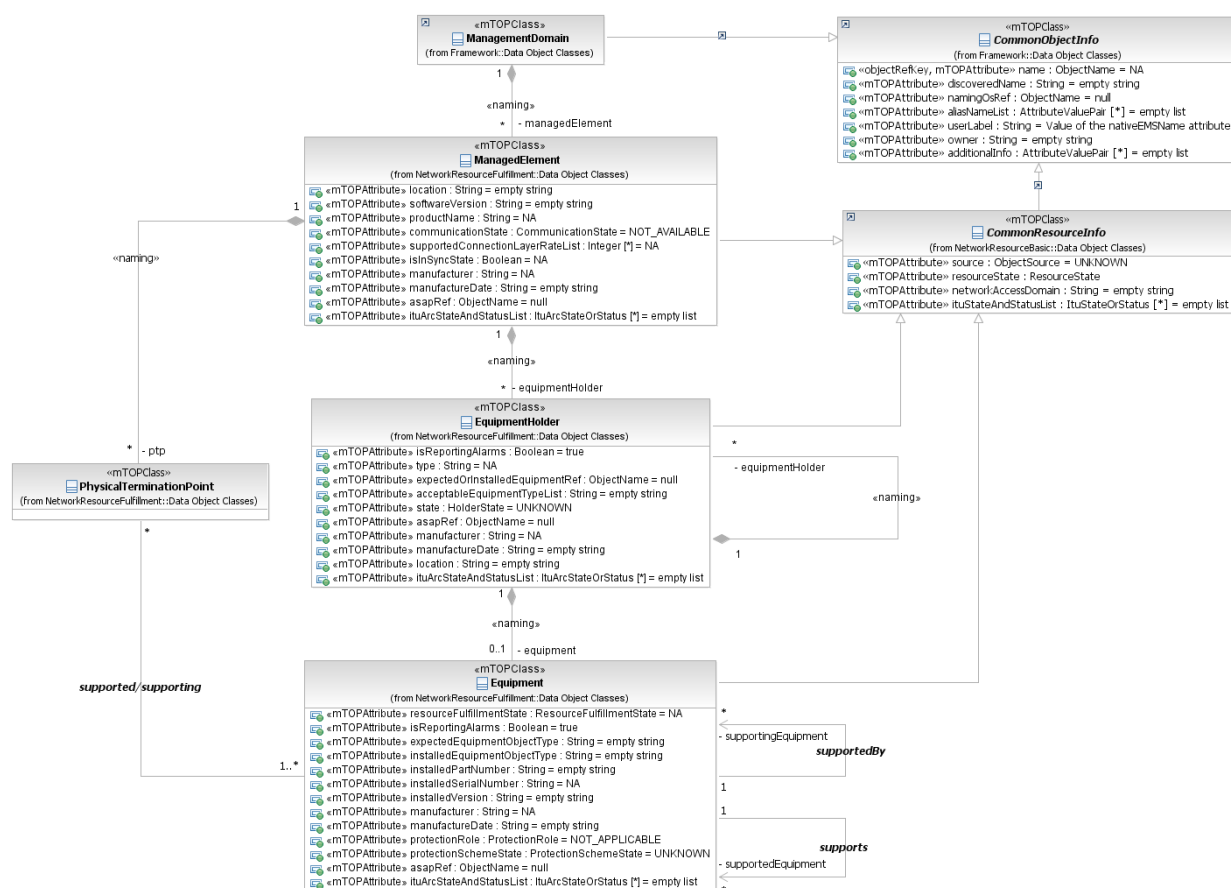 «mTOPClass»
ManagementDomain
(from Framework::Data Object Classes)
«mTOPClass»
CommonObjectInfo
(from Framework::Data Object Classes)
«objectRefKey, mTOPAttribute» name : ObjectName = NA
«mTOPAttribute» discoveredName : String = empty string
«mTOPAttribute» namingOsRef : ObjectName = null
«mTOPAttribute» aliasNameList : AttributeValuePair [*] = empty list
«mTOPAttribute» userLabel : String = Value of the nativeEMSName attribute
«mTOPAttribute» owner : String = empty string
«mTOPAttribute» additionalInfo : AttributeValuePair [*] = empty list
1
«naming»
* - managedElement
«mTOPClass»
ManagedElement
(from NetworkResourceFulfillment::Data Object Classes)
«mTOPAttribute» location : String = empty string
«mTOPAttribute» softwareVersion : String = empty string
«mTOPAttribute» productName : String = NA
«mTOPAttribute» communicationState : CommunicationState = NOT_AVAILABLE
«mTOPAttribute» supportedConnectionLayerRateList : Integer [*] = NA
«mTOPAttribute» isInSyncState : Boolean = NA
«mTOPAttribute» manufacturer : String = NA
«mTOPAttribute» manufactureDate : String = empty string
«mTOPAttribute» asapRef : ObjectName = null
«mTOPAttribute» ituArcStateAndStatusList : ItuArcStateOrStatus [*] = empty list
«mTOPClass»
CommonResourceInfo
(from NetworkResourceBasic::Data Object Classes)
«mTOPAttribute» source : ObjectSource = UNKNOWN
«mTOPAttribute» resourceState : ResourceState
«mTOPAttribute» networkAccessDomain : String = empty string
«mTOPAttribute» ituStateAndStatusList : ItuStateOrStatus [*] = empty list
1
«naming»
* - ptp
«mTOPClass»
PhysicalTerminationPoint
(from NetworkResourceFulfillment::Data Object Classes)
1
«naming»
* - equipmentHolder
«mTOPClass»
EquipmentHolder
(from NetworkResourceFulfillment::Data Object Classes)
«mTOPAttribute» isReportingAlarms : Boolean = true
«mTOPAttribute» type : String = NA
«mTOPAttribute» expectedOrInstalledEquipmentRef : ObjectName = null
«mTOPAttribute» acceptableEquipmentTypeList : String = empty string
«mTOPAttribute» state : HolderState = UNKNOWN
«mTOPAttribute» asapRef : ObjectName = null
«mTOPAttribute» manufacturer : String = NA
«mTOPAttribute» manufactureDate : String = empty string
«mTOPAttribute» location : String = empty string
«mTOPAttribute» ituArcStateAndStatusList : ItuArcStateOrStatus [*] = empty list
*
- equipmentHolder
«naming»
1
*
supported/supporting
1..*
1
«naming»
0..1 - equipment
«mTOPClass»
Equipment
(from NetworkResourceFulfillment::Data Object Classes)
«mTOPAttribute» resourceFulfillmentState : ResourceFulfillmentState = NA
«mTOPAttribute» isReportingAlarms : Boolean = true
«mTOPAttribute» expectedEquipmentObjectType : String = empty string
«mTOPAttribute» installedEquipmentObjectType : String = empty string
«mTOPAttribute» installedPartNumber : String = empty string
«mTOPAttribute» installedSerialNumber : String = NA
«mTOPAttribute» installedVersion : String = empty string
«mTOPAttribute» manufacturer : String = NA
«mTOPAttribute» manufactureDate : String = empty string
«mTOPAttribute» protectionRole : ProtectionRole = NOT_APPLICABLE
«mTOPAttribute» protectionSchemeState : ProtectionSchemeState = UNKNOWN
«mTOPAttribute» asapRef : ObjectName = null
«mTOPAttribute» ituArcStateAndStatusList : ItuArcStateOrStatus [*] = empty list
*
- supportingEquipment
supportedBy
1
1
supports
- supportedEquipment
*